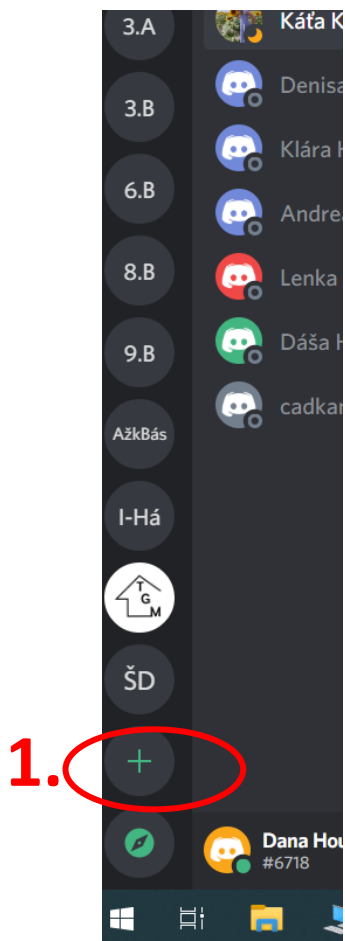 3.A
Káťa K
Denisa
3.B
Klára H
6.B
Andrea
8.B
Lenka
9.B
Dáša H
cadkar
AžkBás
I-Há
T
G
M
ŠD
1.
+
Dana Hou
#6718